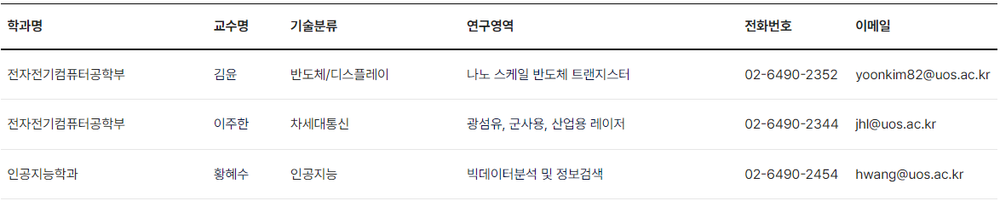 학과명 교수명 기술분류 연구영역 전화번호 이메일
전자전기컴퓨터공학부 김윤 반도체/디스플레이 나노 스케일 반도체 트랜지스터 02-6490-2352 yoonkim82@uos.ac.kr
전자전기컴퓨터공학부 이주한 차세대통신 광섬유, 군사용, 산업용 레이저 02-6490-2344 jhl@uos.ac.kr
인공지능학과 황혜수 인공지능 빅데이터분석 및 정보검색 02-6490-2454 hwang@uos.ac.kr